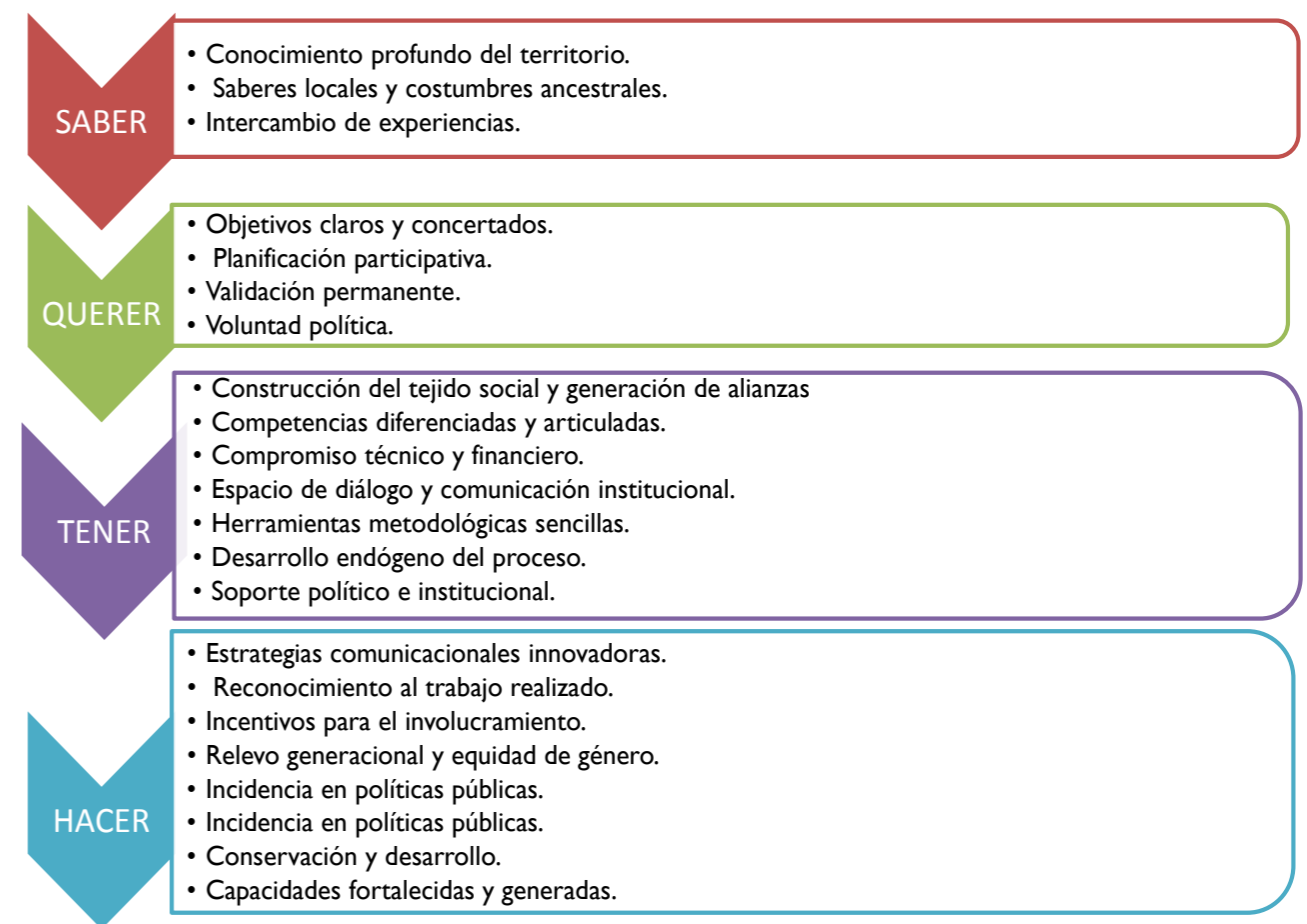 SABER
• Conocimiento profundo del territorio.
• Saberes locales y costumbres ancestrales.
• Intercambio de experiencias.
QUERER
• Objetivos claros y concertados.
• Planificación participativa.
• Validación permanente.
• Voluntad política.
TENER
• Construcción del tejido social y generación de alianzas
• Competencias diferenciadas y articuladas.
• Compromiso técnico y financiero.
• Espacio de diálogo y comunicación institucional.
• Herramientas metodológicas sencillas.
• Desarrollo endógeno del proceso.
• Soporte político e institucional.
HACER
• Estrategias comunicacionales innovadoras.
• Reconocimiento al trabajo realizado.
• Incentivos para el involucramiento.
• Relevo generacional y equidad de género.
• Incidencia en políticas públicas.
• Incidencia en políticas públicas.
• Conservación y desarrollo.
• Capacidades fortalecidas y generadas.